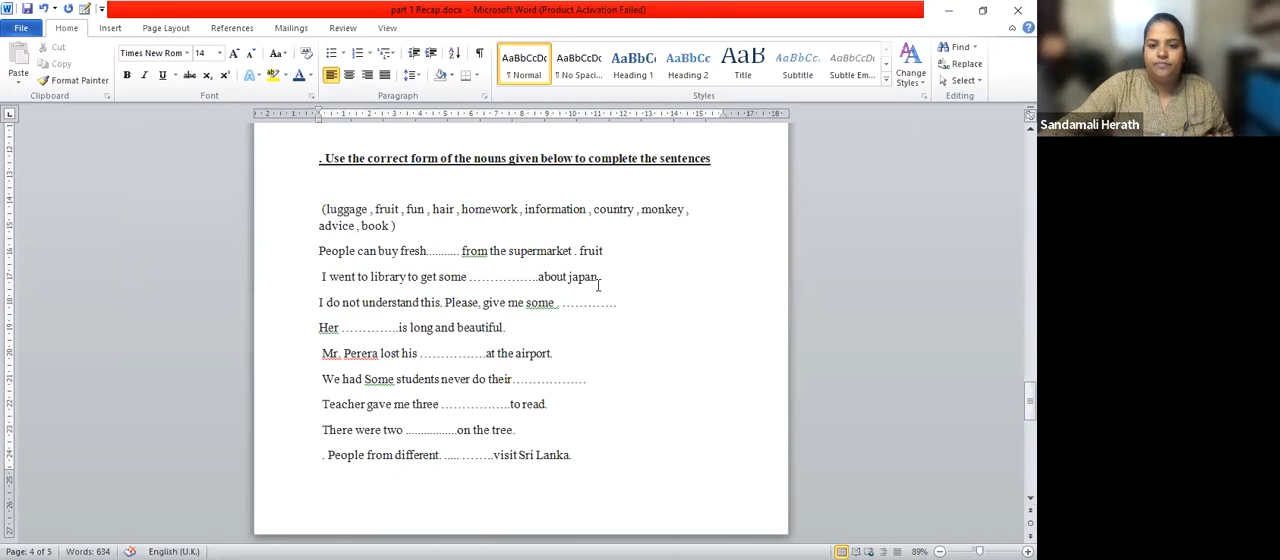 part 1 Recap.docx - Microsoft Word (Product Activation Failed)
File Home Insert Page Layout References Mailings Review View
Paste Cut Copy Format Painter Clipboard
Times New Rom 14 Font
Paragraph
AaBbCcDc ¶ Normal AaBbCcDc ¶ No Spaci... AaBbC Heading 1 AaBbCc Heading 2 AaB Title AaBbCc. Subtitle AaBbCcDc Subtle Em... Styles
Change Styles
Find Replace Select Editing
Sandamali Herath
. Use the correct form of the nouns given below to complete the sentences
(luggage , fruit , fun , hair , homework , information , country , monkey ,
advice , book )
People can buy fresh.......... from the supermarket . fruit
I went to library to get some …………….about japan.
I do not understand this. Please, give me some . ………….
Her …………..is long and beautiful.
Mr. Perera lost his …………….at the airport.
We had Some students never do their………………
Teacher gave me three ……………..to read.
There were two .................on the tree.
. People from different. ..... ……..visit Sri Lanka.
Page: 4 of 5 Words: 634 English (U.K.) 89%